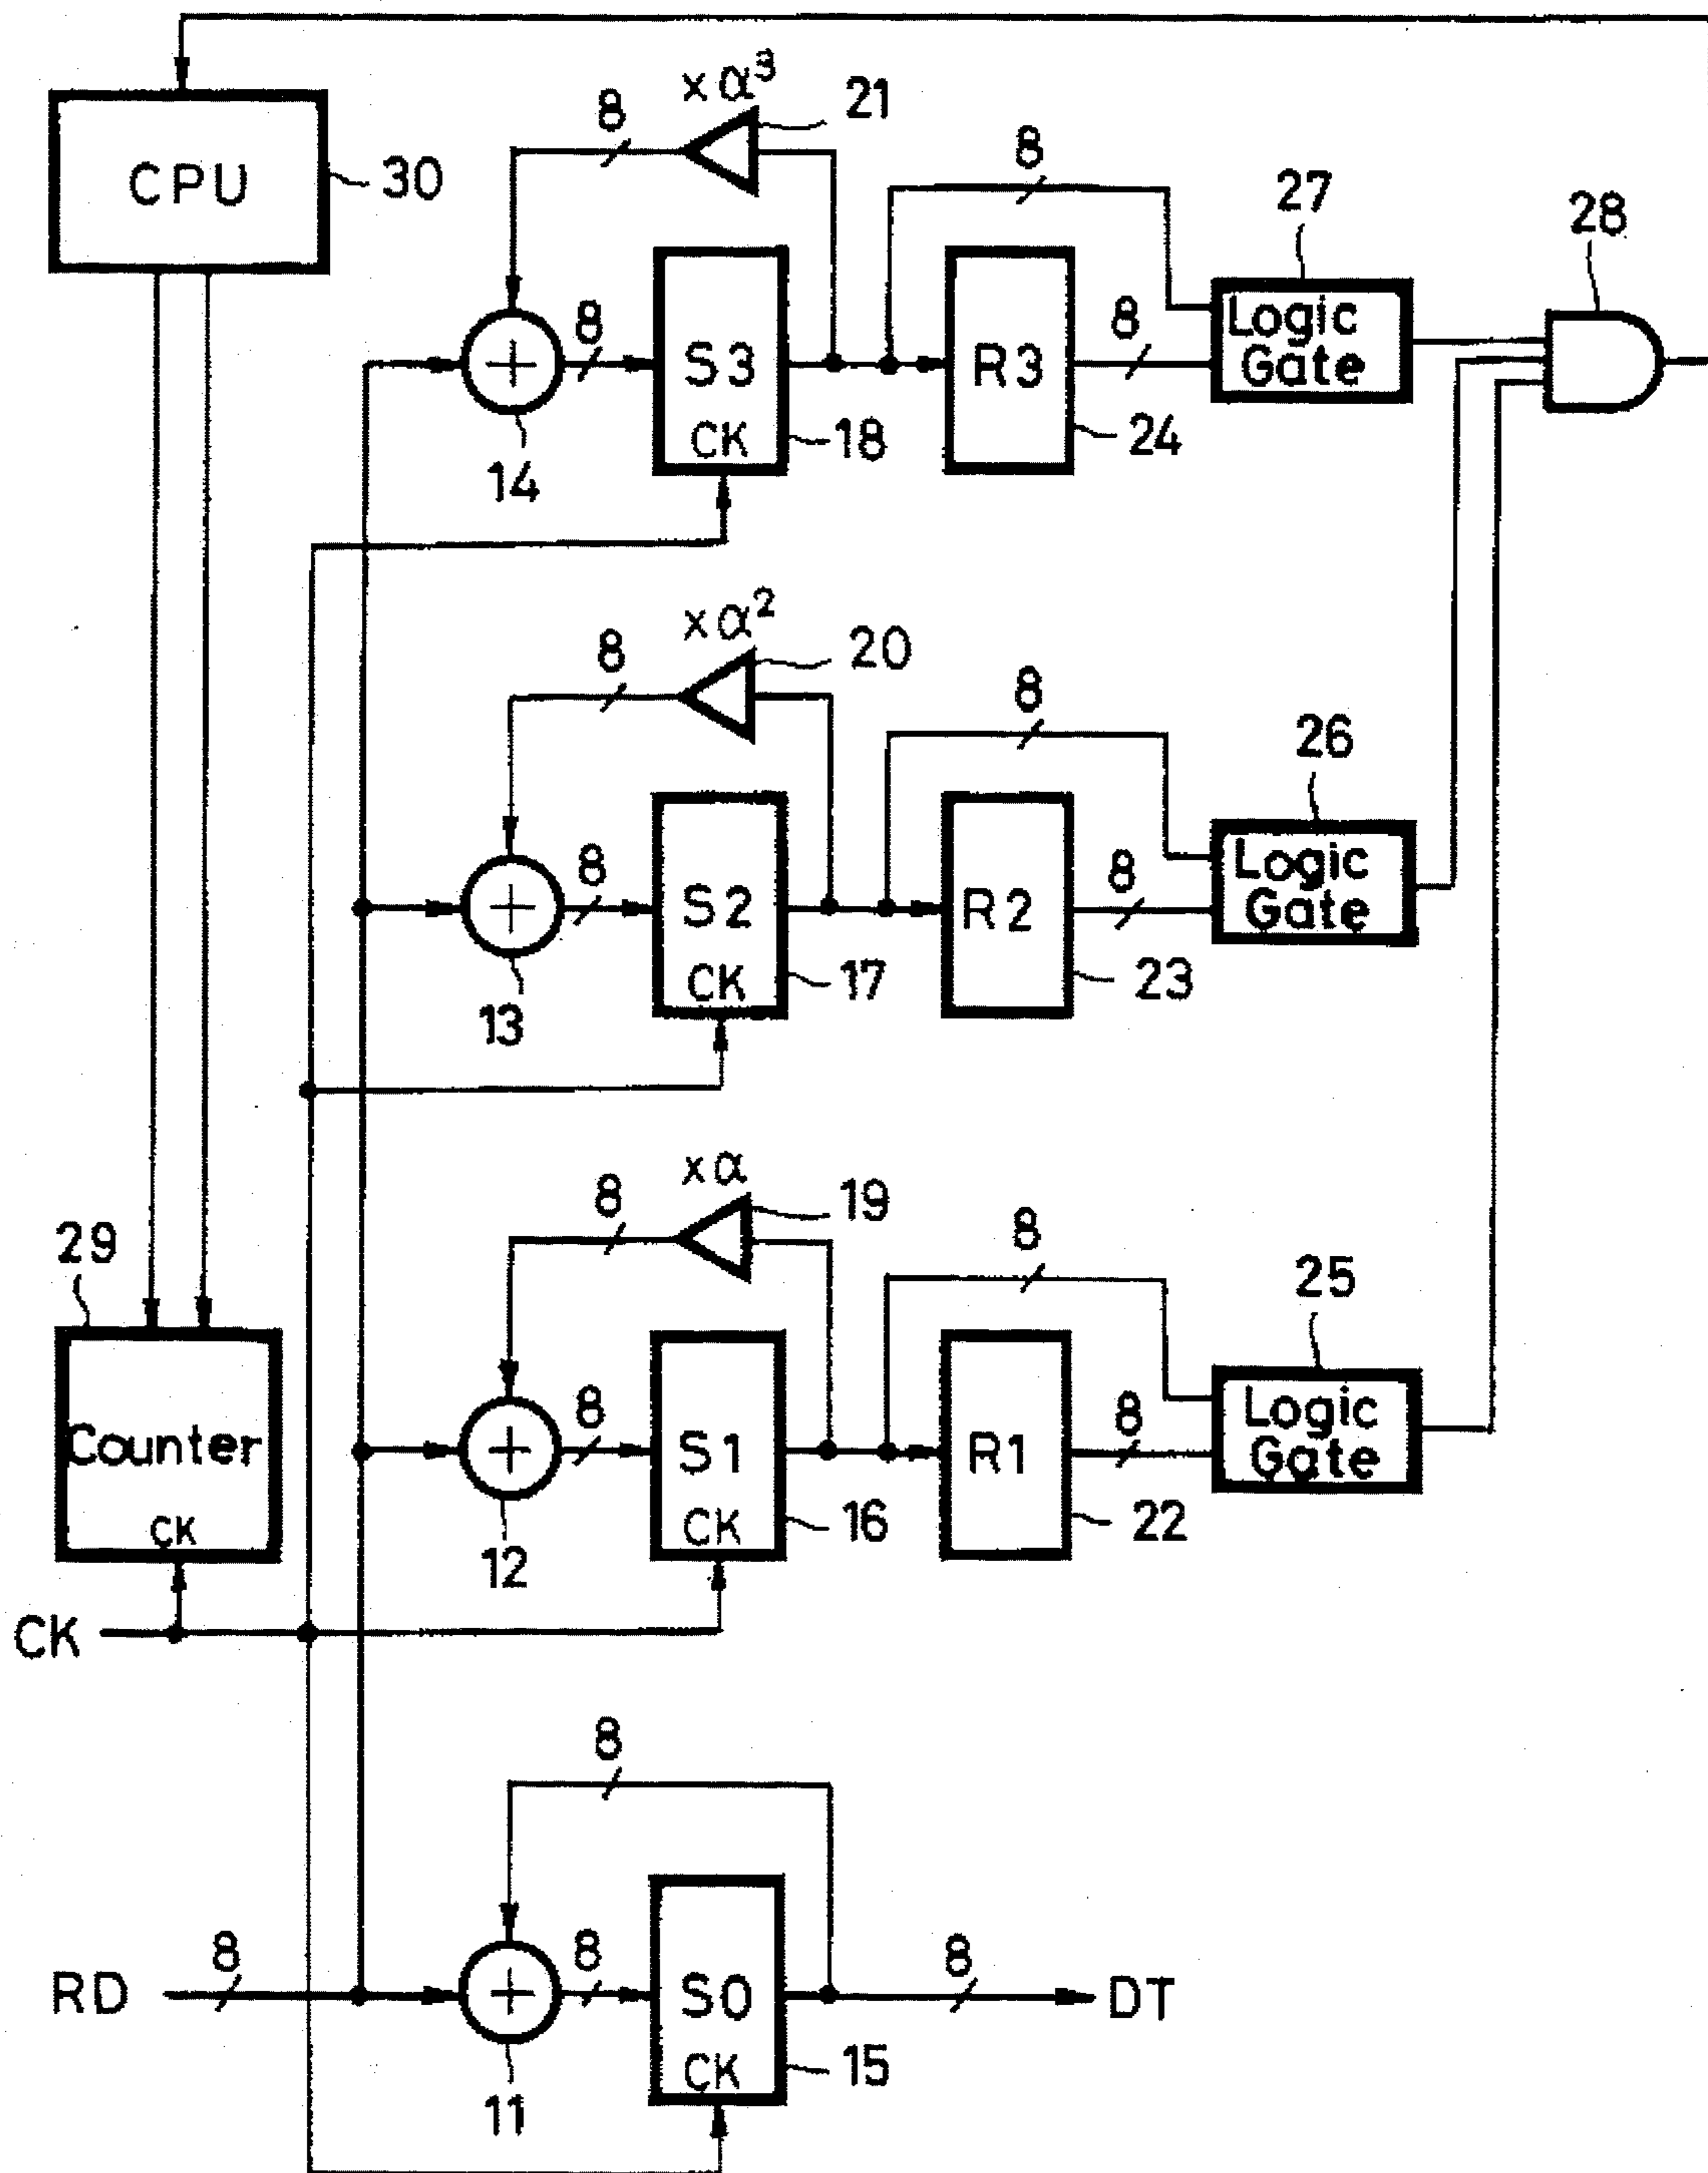 xα³
21
8
8
CPU
30
27
28
Logic
Gate
8
8
S3
CK
R3
18
24
14
xα²
20
8
8
26
Logic
Gate
8
8
S2
CK
R2
17
23
13
xα
19
8
8
29
25
Logic
Gate
8
8
Counter
CK
S1
CK
R1
16
22
12
CK
8
RD
8
8
S0
CK
8
DT
15
11